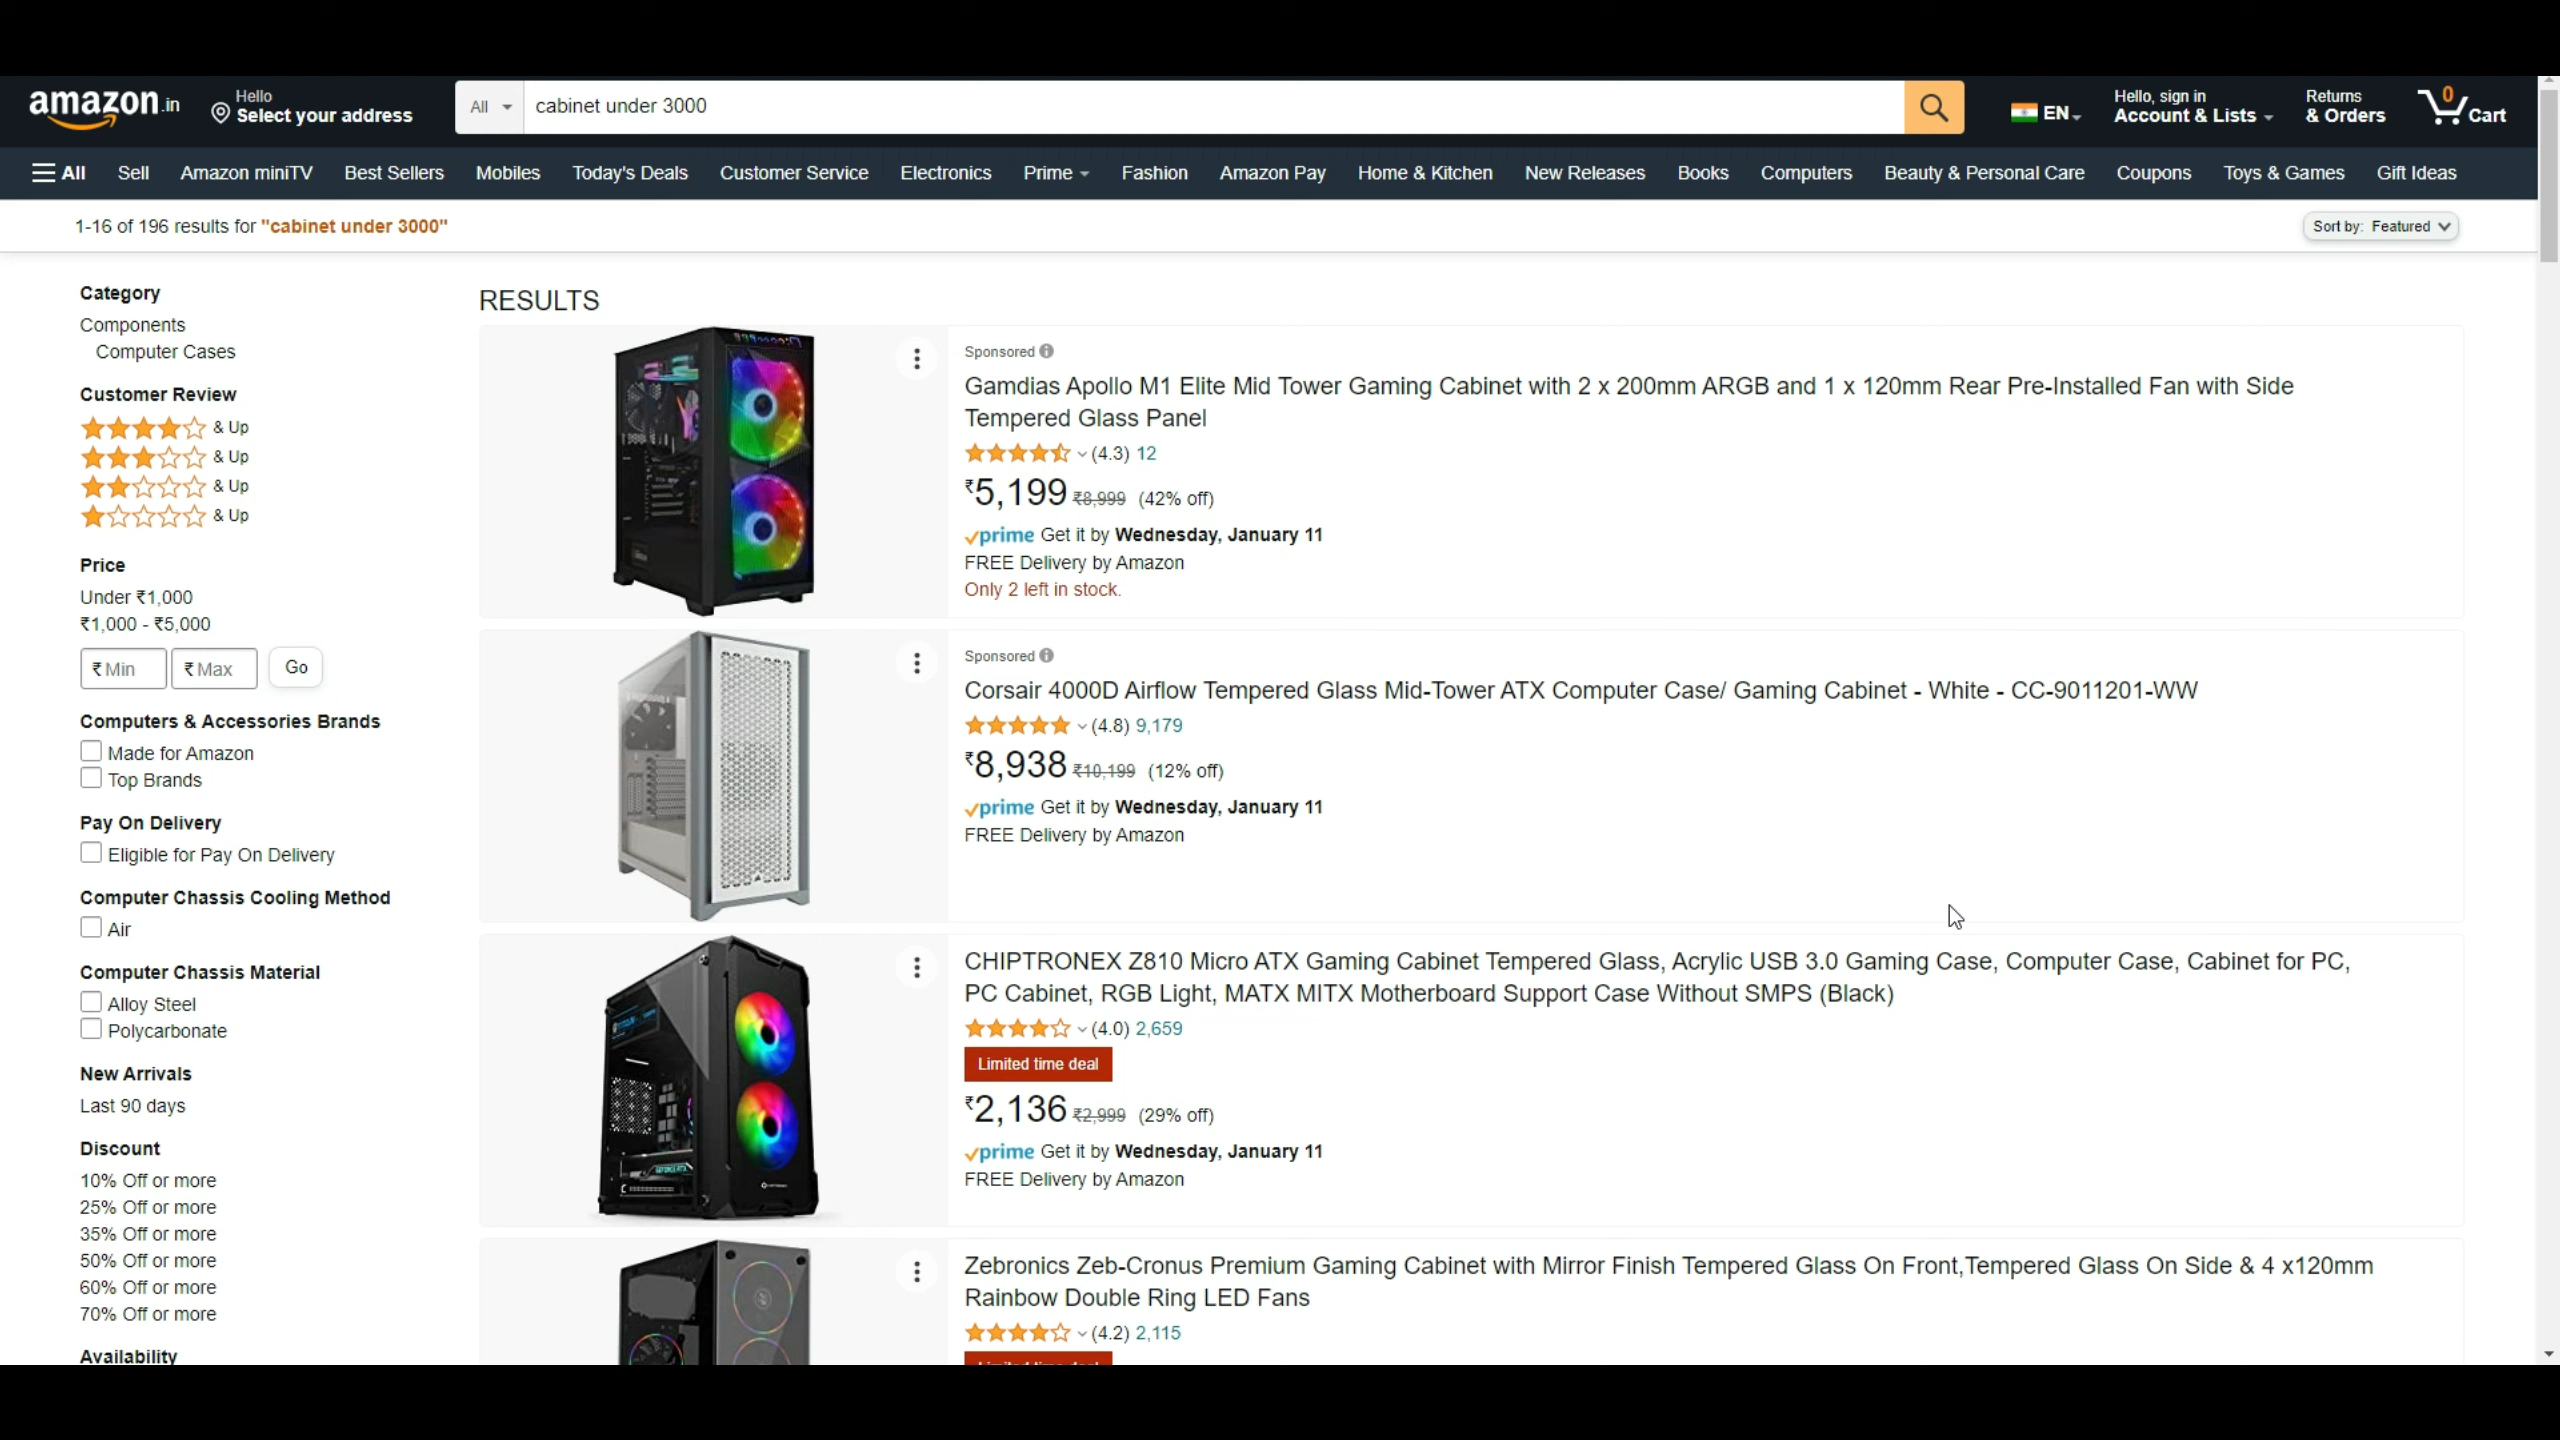 amazon.in
Hello
Select your address
All
cabinet under 3000
EN
Hello, sign in
Account & Lists
Returns
& Orders
0
Cart
All Sell Amazon miniTV Best Sellers Mobiles Today's Deals Customer Service Electronics Prime Fashion Amazon Pay Home & Kitchen New Releases Books Computers Beauty & Personal Care Coupons Toys & Games Gift Ideas
1-16 of 196 results for "cabinet under 3000"
Sort by: Featured
Category
Components
Computer Cases
Customer Review
& Up
& Up
& Up
& Up
Price
Under ₹1,000
₹1,000 - ₹5,000
₹ Min ₹ Max Go
Computers & Accessories Brands
Made for Amazon
Top Brands
Pay On Delivery
Eligible for Pay On Delivery
Computer Chassis Cooling Method
Air
Computer Chassis Material
Alloy Steel
Polycarbonate
New Arrivals
Last 90 days
Discount
10% Off or more
25% Off or more
35% Off or more
50% Off or more
60% Off or more
70% Off or more
Availability
RESULTS
Sponsored
Gamdias Apollo M1 Elite Mid Tower Gaming Cabinet with 2 x 200mm ARGB and 1 x 120mm Rear Pre-Installed Fan with Side
Tempered Glass Panel
(4.3) 12
₹5,199 ₹8,999 (42% off)
prime Get it by Wednesday, January 11
FREE Delivery by Amazon
Only 2 left in stock.
Sponsored
Corsair 4000D Airflow Tempered Glass Mid-Tower ATX Computer Case/ Gaming Cabinet - White - CC-9011201-WW
(4.8) 9,179
₹8,938 ₹10,199 (12% off)
prime Get it by Wednesday, January 11
FREE Delivery by Amazon
CHIPTRONEX Z810 Micro ATX Gaming Cabinet Tempered Glass, Acrylic USB 3.0 Gaming Case, Computer Case, Cabinet for PC,
PC Cabinet, RGB Light, MATX MITX Motherboard Support Case Without SMPS (Black)
(4.0) 2,659
Limited time deal
₹2,136 ₹2,999 (29% off)
prime Get it by Wednesday, January 11
FREE Delivery by Amazon
Zebronics Zeb-Cronus Premium Gaming Cabinet with Mirror Finish Tempered Glass On Front,Tempered Glass On Side & 4 x120mm
Rainbow Double Ring LED Fans
(4.2) 2,115